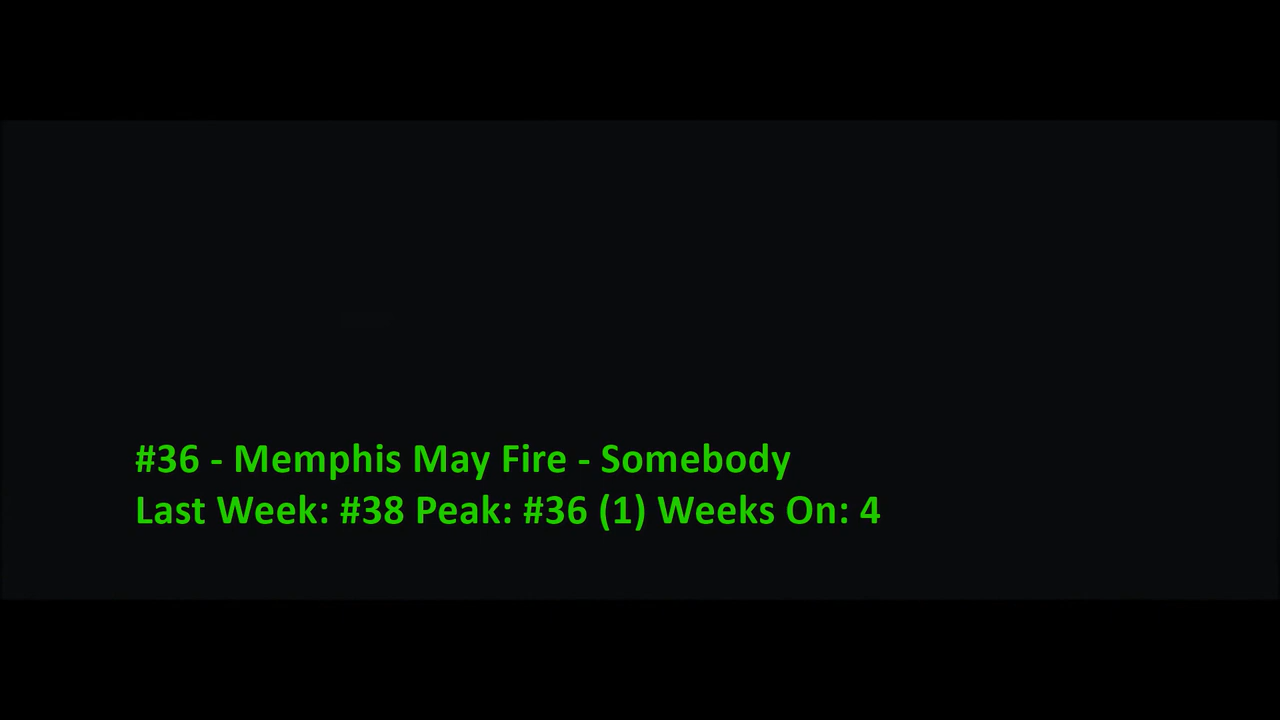 #36 - Memphis May Fire - Somebody
Last Week: #38 Peak: #36 (1) Weeks On: 4